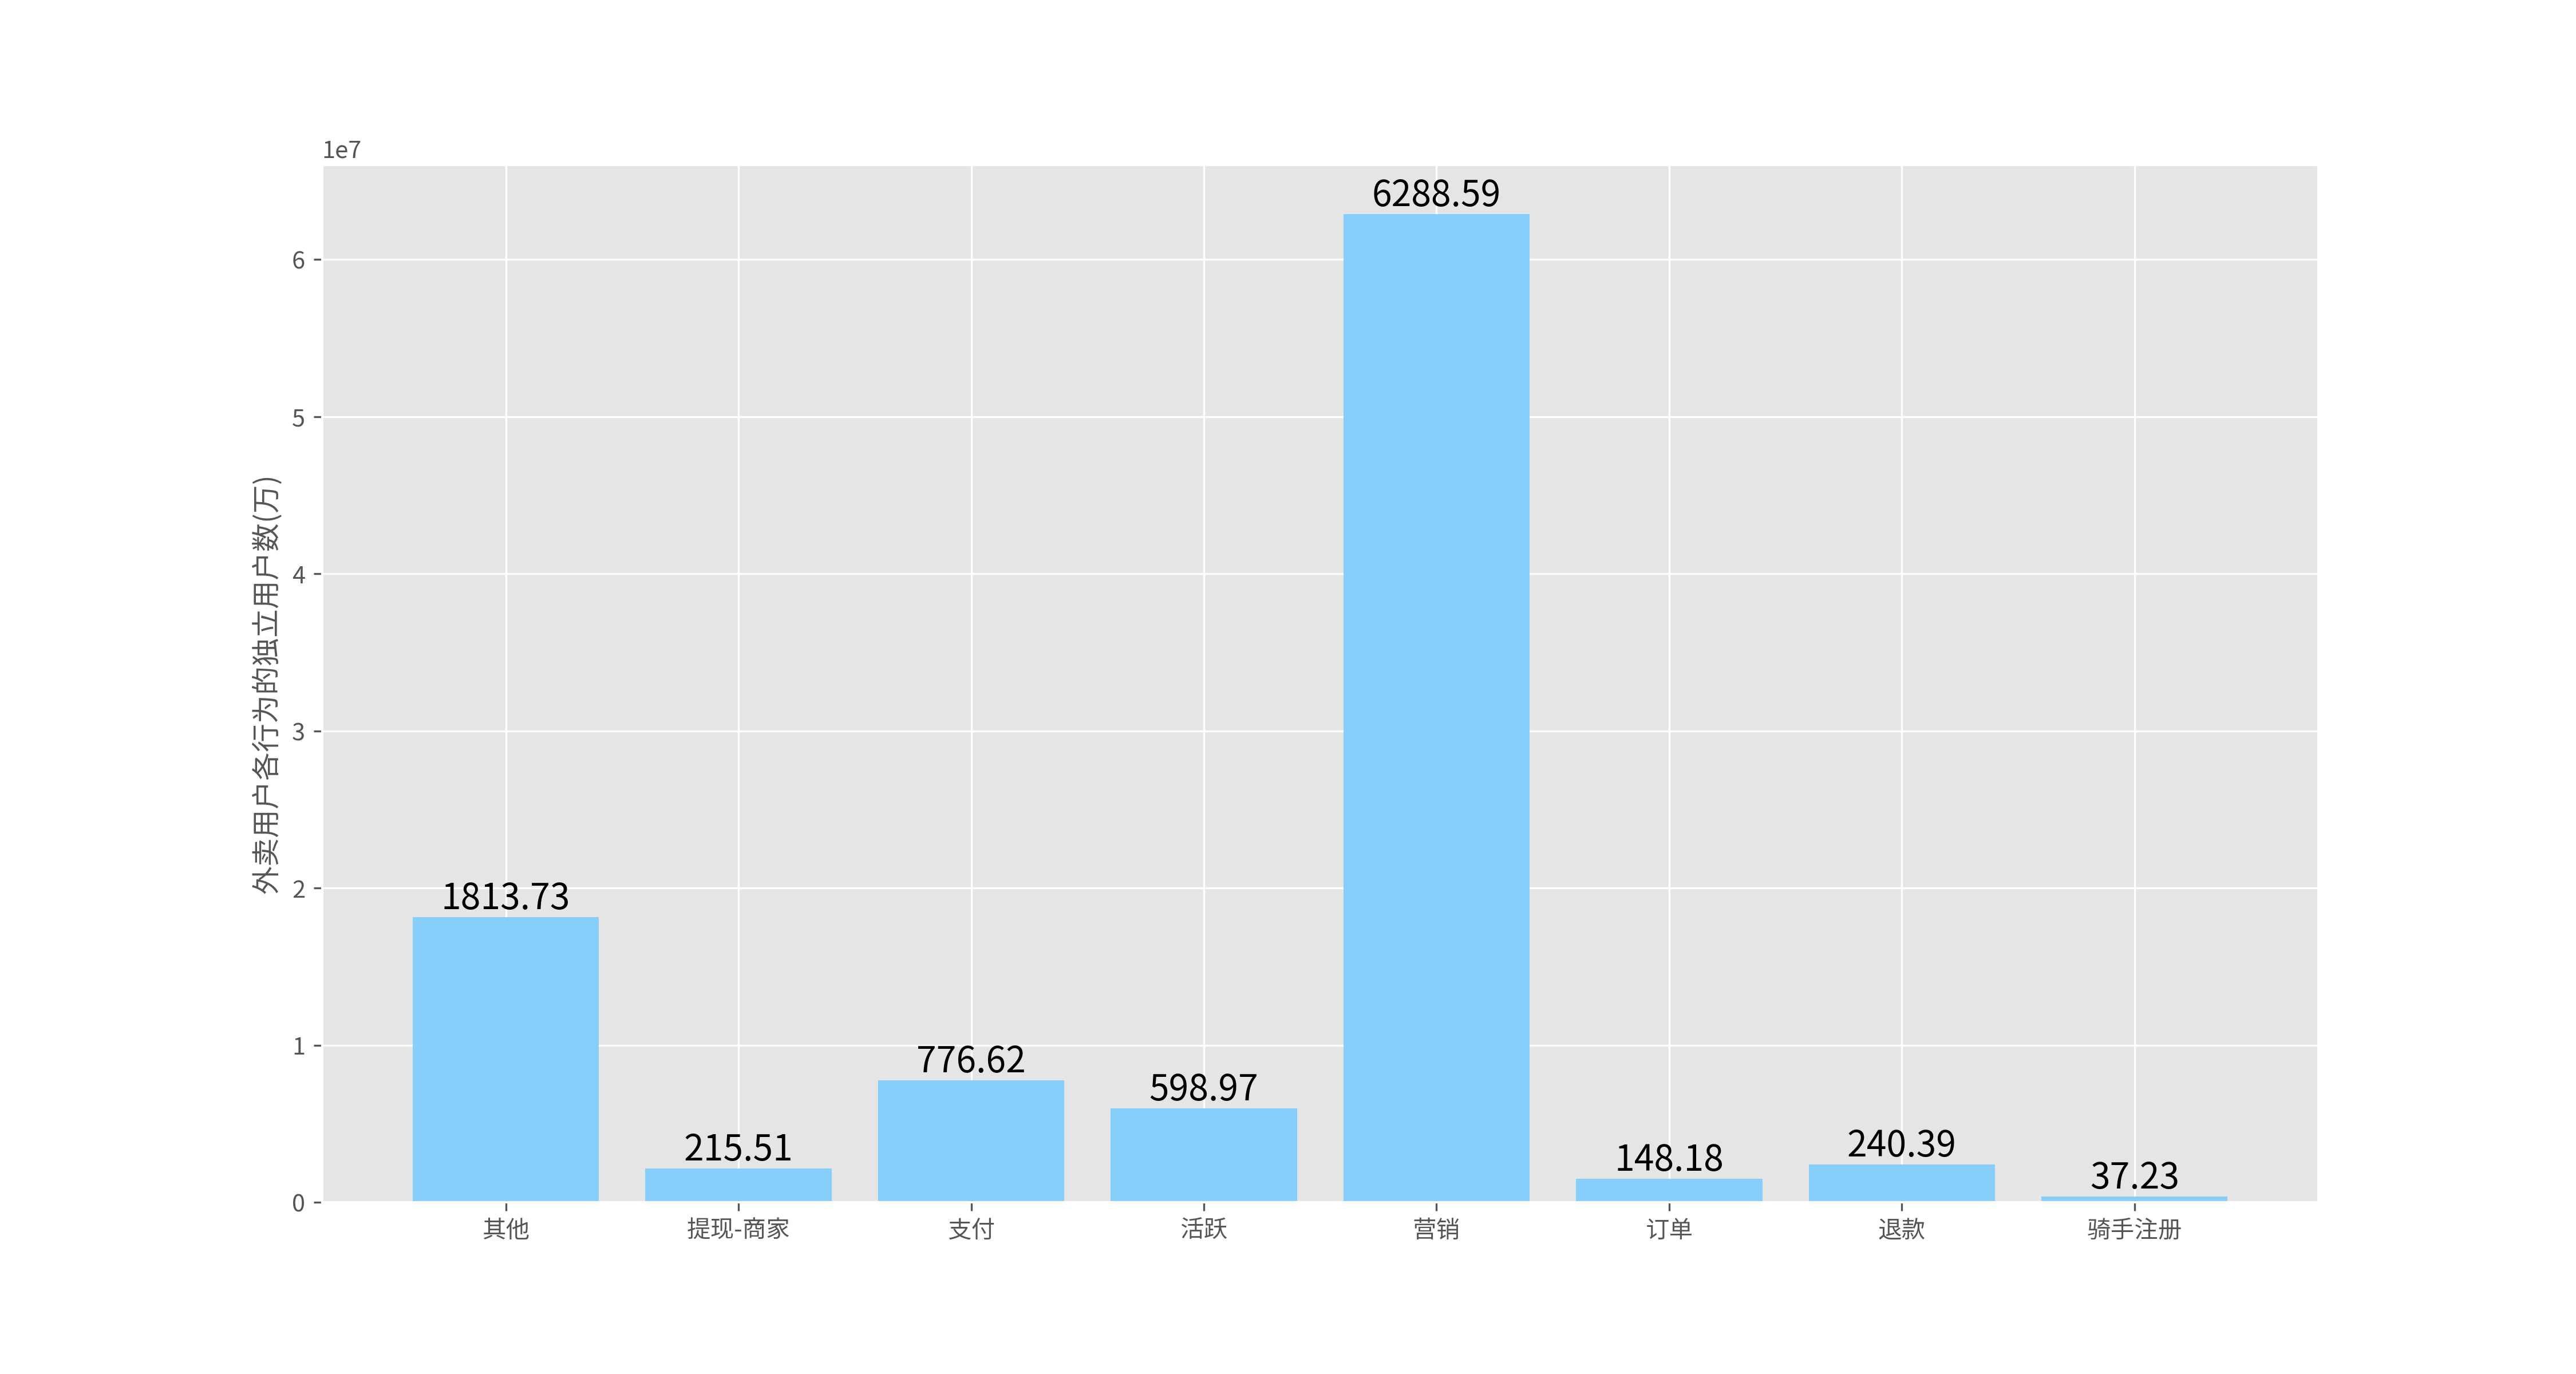 1e7
6288.59
6
5
4
3
2
1
0
外卖用户各行为的独立用户数(万)
1813.73
215.51
776.62
598.97
148.18
240.39
37.23
其他
提现-商家
支付
活跃
营销
订单
退款
骑手注册